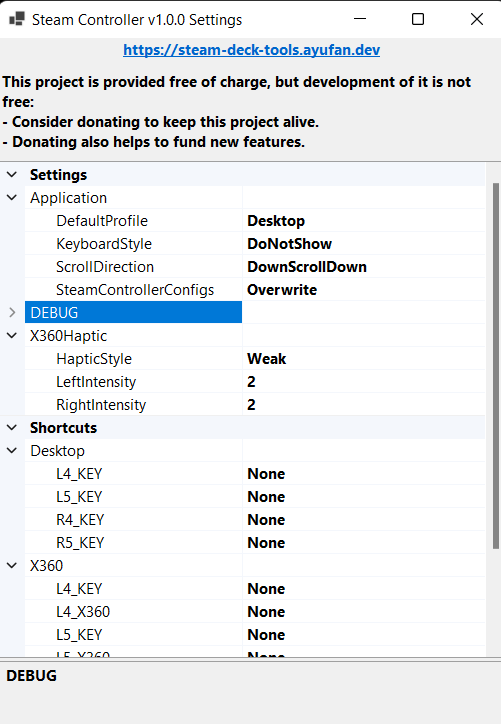 Steam Controller v1.0.0 Settings
https://steam-deck-tools.ayufan.dev
This project is provided free of charge, but development of it is not
free:
- Consider donating to keep this project alive.
- Donating also helps to fund new features.
Settings
Application
DefaultProfile Desktop
KeyboardStyle DoNotShow
ScrollDirection DownScrollDown
SteamControllerConfigs Overwrite
DEBUG
X360Haptic
HapticStyle Weak
LeftIntensity 2
RightIntensity 2
Shortcuts
Desktop
L4_KEY None
L5_KEY None
R4_KEY None
R5_KEY None
X360
L4_KEY None
L4_X360 None
L5_KEY None
L5_X360 None
DEBUG